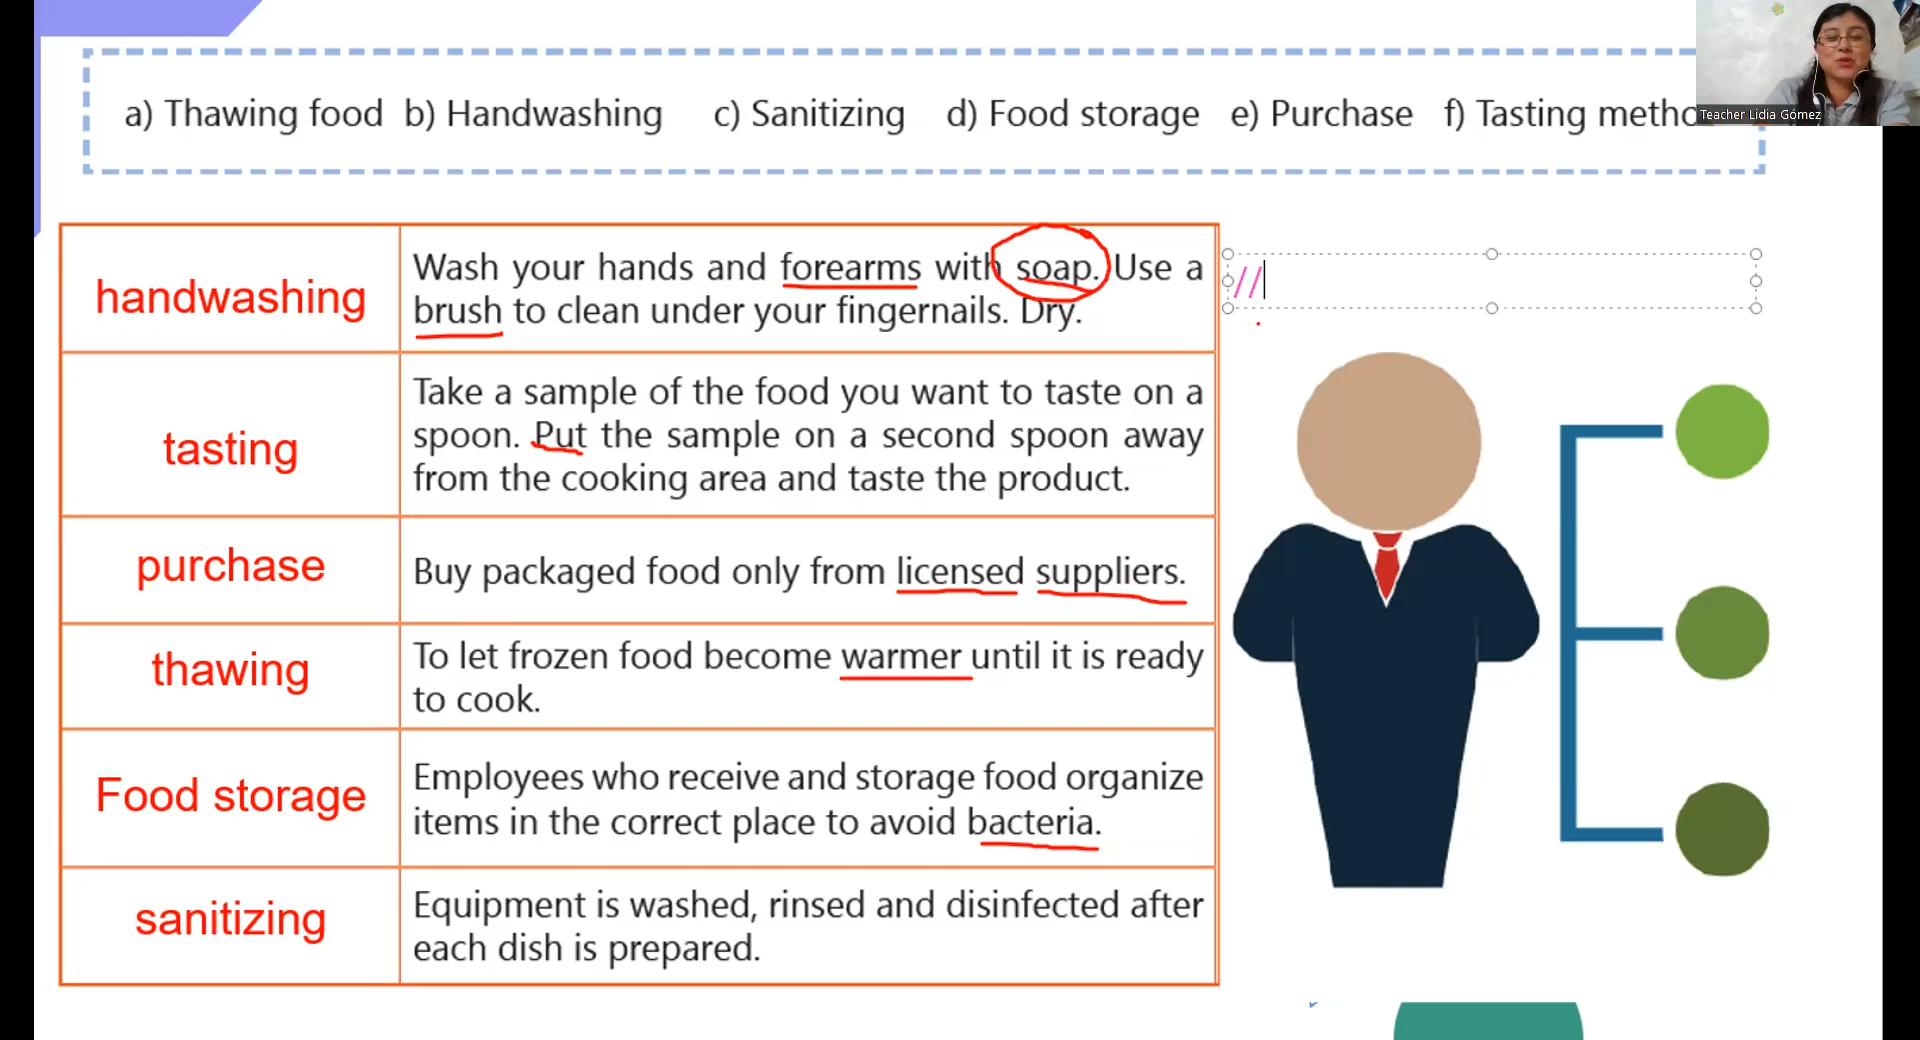 a) Thawing food b) Handwashing c) Sanitizing d) Food storage e) Purchase f) Tasting metho
Teacher Lidia Gómez
handwashing
Wash your hands and forearms with soap. Use a
brush to clean under your fingernails. Dry.
//
tasting
Take a sample of the food you want to taste on a
spoon. Put the sample on a second spoon away
from the cooking area and taste the product.
purchase
Buy packaged food only from licensed suppliers.
thawing
To let frozen food become warmer until it is ready
to cook.
Food storage
Employees who receive and storage food organize
items in the correct place to avoid bacteria.
sanitizing
Equipment is washed, rinsed and disinfected after
each dish is prepared.